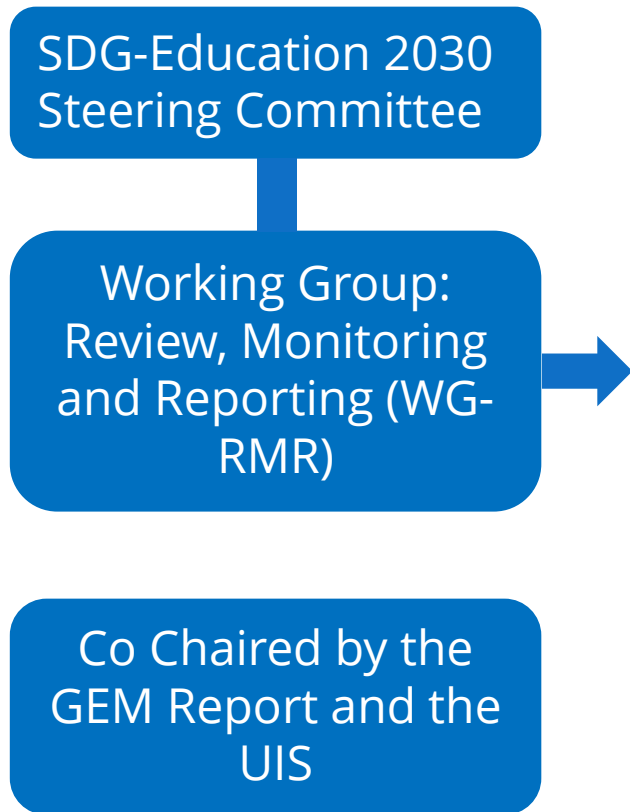 SDG-Education 2030
Steering Committee
Working Group:
Review, Monitoring
and Reporting (WG-
RMR)
Co Chaired by the
GEM Report and the
UIS